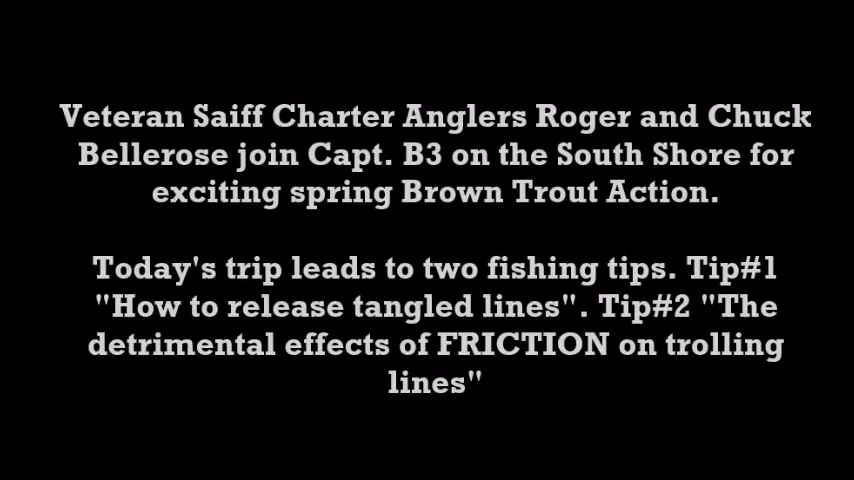 Veteran Saiff Charter Anglers Roger and Chuck
Bellerose join Capt. B3 on the South Shore for
exciting spring Brown Trout Action.
Today's trip leads to two fishing tips. Tip#1
"How to release tangled lines". Tip#2 "The
detrimental effects of FRICTION on trolling
lines"